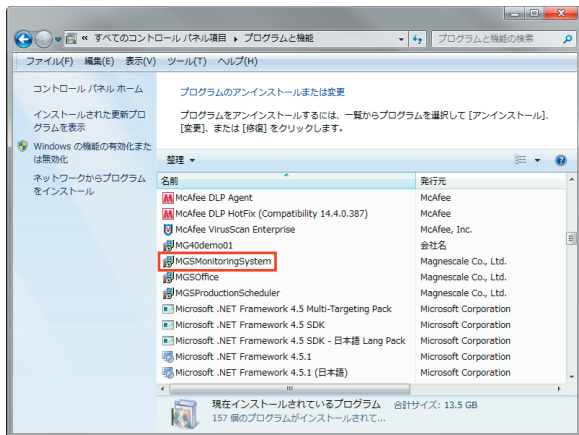 « すべてのコントロール パネル項目 ▸ プログラムと機能
プログラムと機能の検索
ファイル(F) 編集(E) 表示(V) ツール(T) ヘルプ(H)
コントロール パネル ホーム
インストールされた更新プロ
グラムを表示
Windows の機能の有効化また
は無効化
ネットワークからプログラム
をインストール
プログラムのアンインストールまたは変更
プログラムをアンインストールするには、一覧からプログラムを選択して [アンインストール]、
[変更]、または [修復] をクリックします。
整理
名前 発行元
McAfee DLP Agent McAfee
McAfee DLP HotFix (Compatibility 14.4.0.387) McAfee
McAfee VirusScan Enterprise McAfee, Inc.
MG40demo01 会社名
MGSMonitoringSystem Magnescale Co., Ltd.
MGSOffice Magnescale Co., Ltd.
MGSProductionScheduler Magnescale Co., Ltd.
Microsoft .NET Framework 4.5 Multi-Targeting Pack Microsoft Corporation
Microsoft .NET Framework 4.5 SDK Microsoft Corporation
Microsoft .NET Framework 4.5 SDK - 日本語 Lang Pack Microsoft Corporation
Microsoft .NET Framework 4.5.1 Microsoft Corporation
Microsoft .NET Framework 4.5.1 (日本語) Microsoft Corporation
現在インストールされているプログラム 合計サイズ: 13.5 GB
157 個のプログラムがインストールされて...